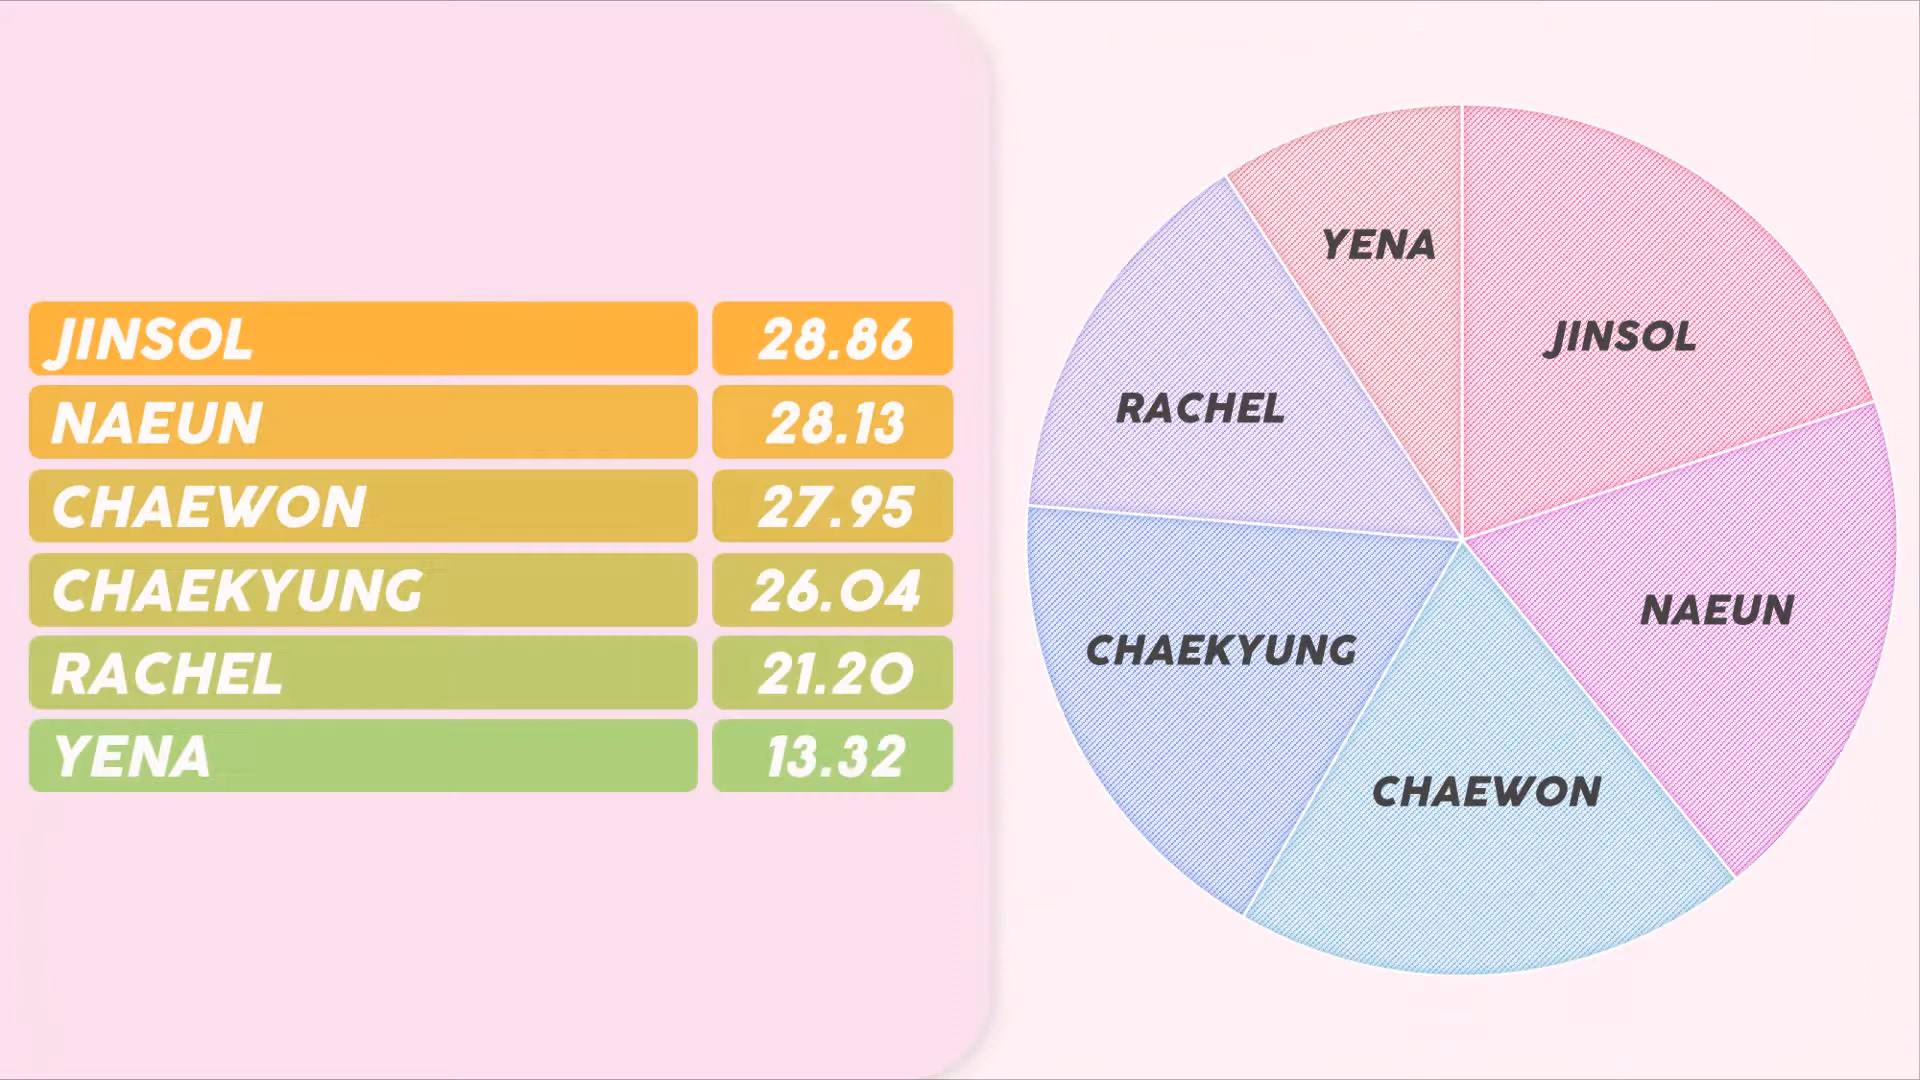 JINSOL 28.86
NAEUN 28.13
CHAEWON 27.95
CHAEKYUNG 26.04
RACHEL 21.20
YENA 13.32
YENA
JINSOL
RACHEL
NAEUN
CHAEKYUNG
CHAEWON